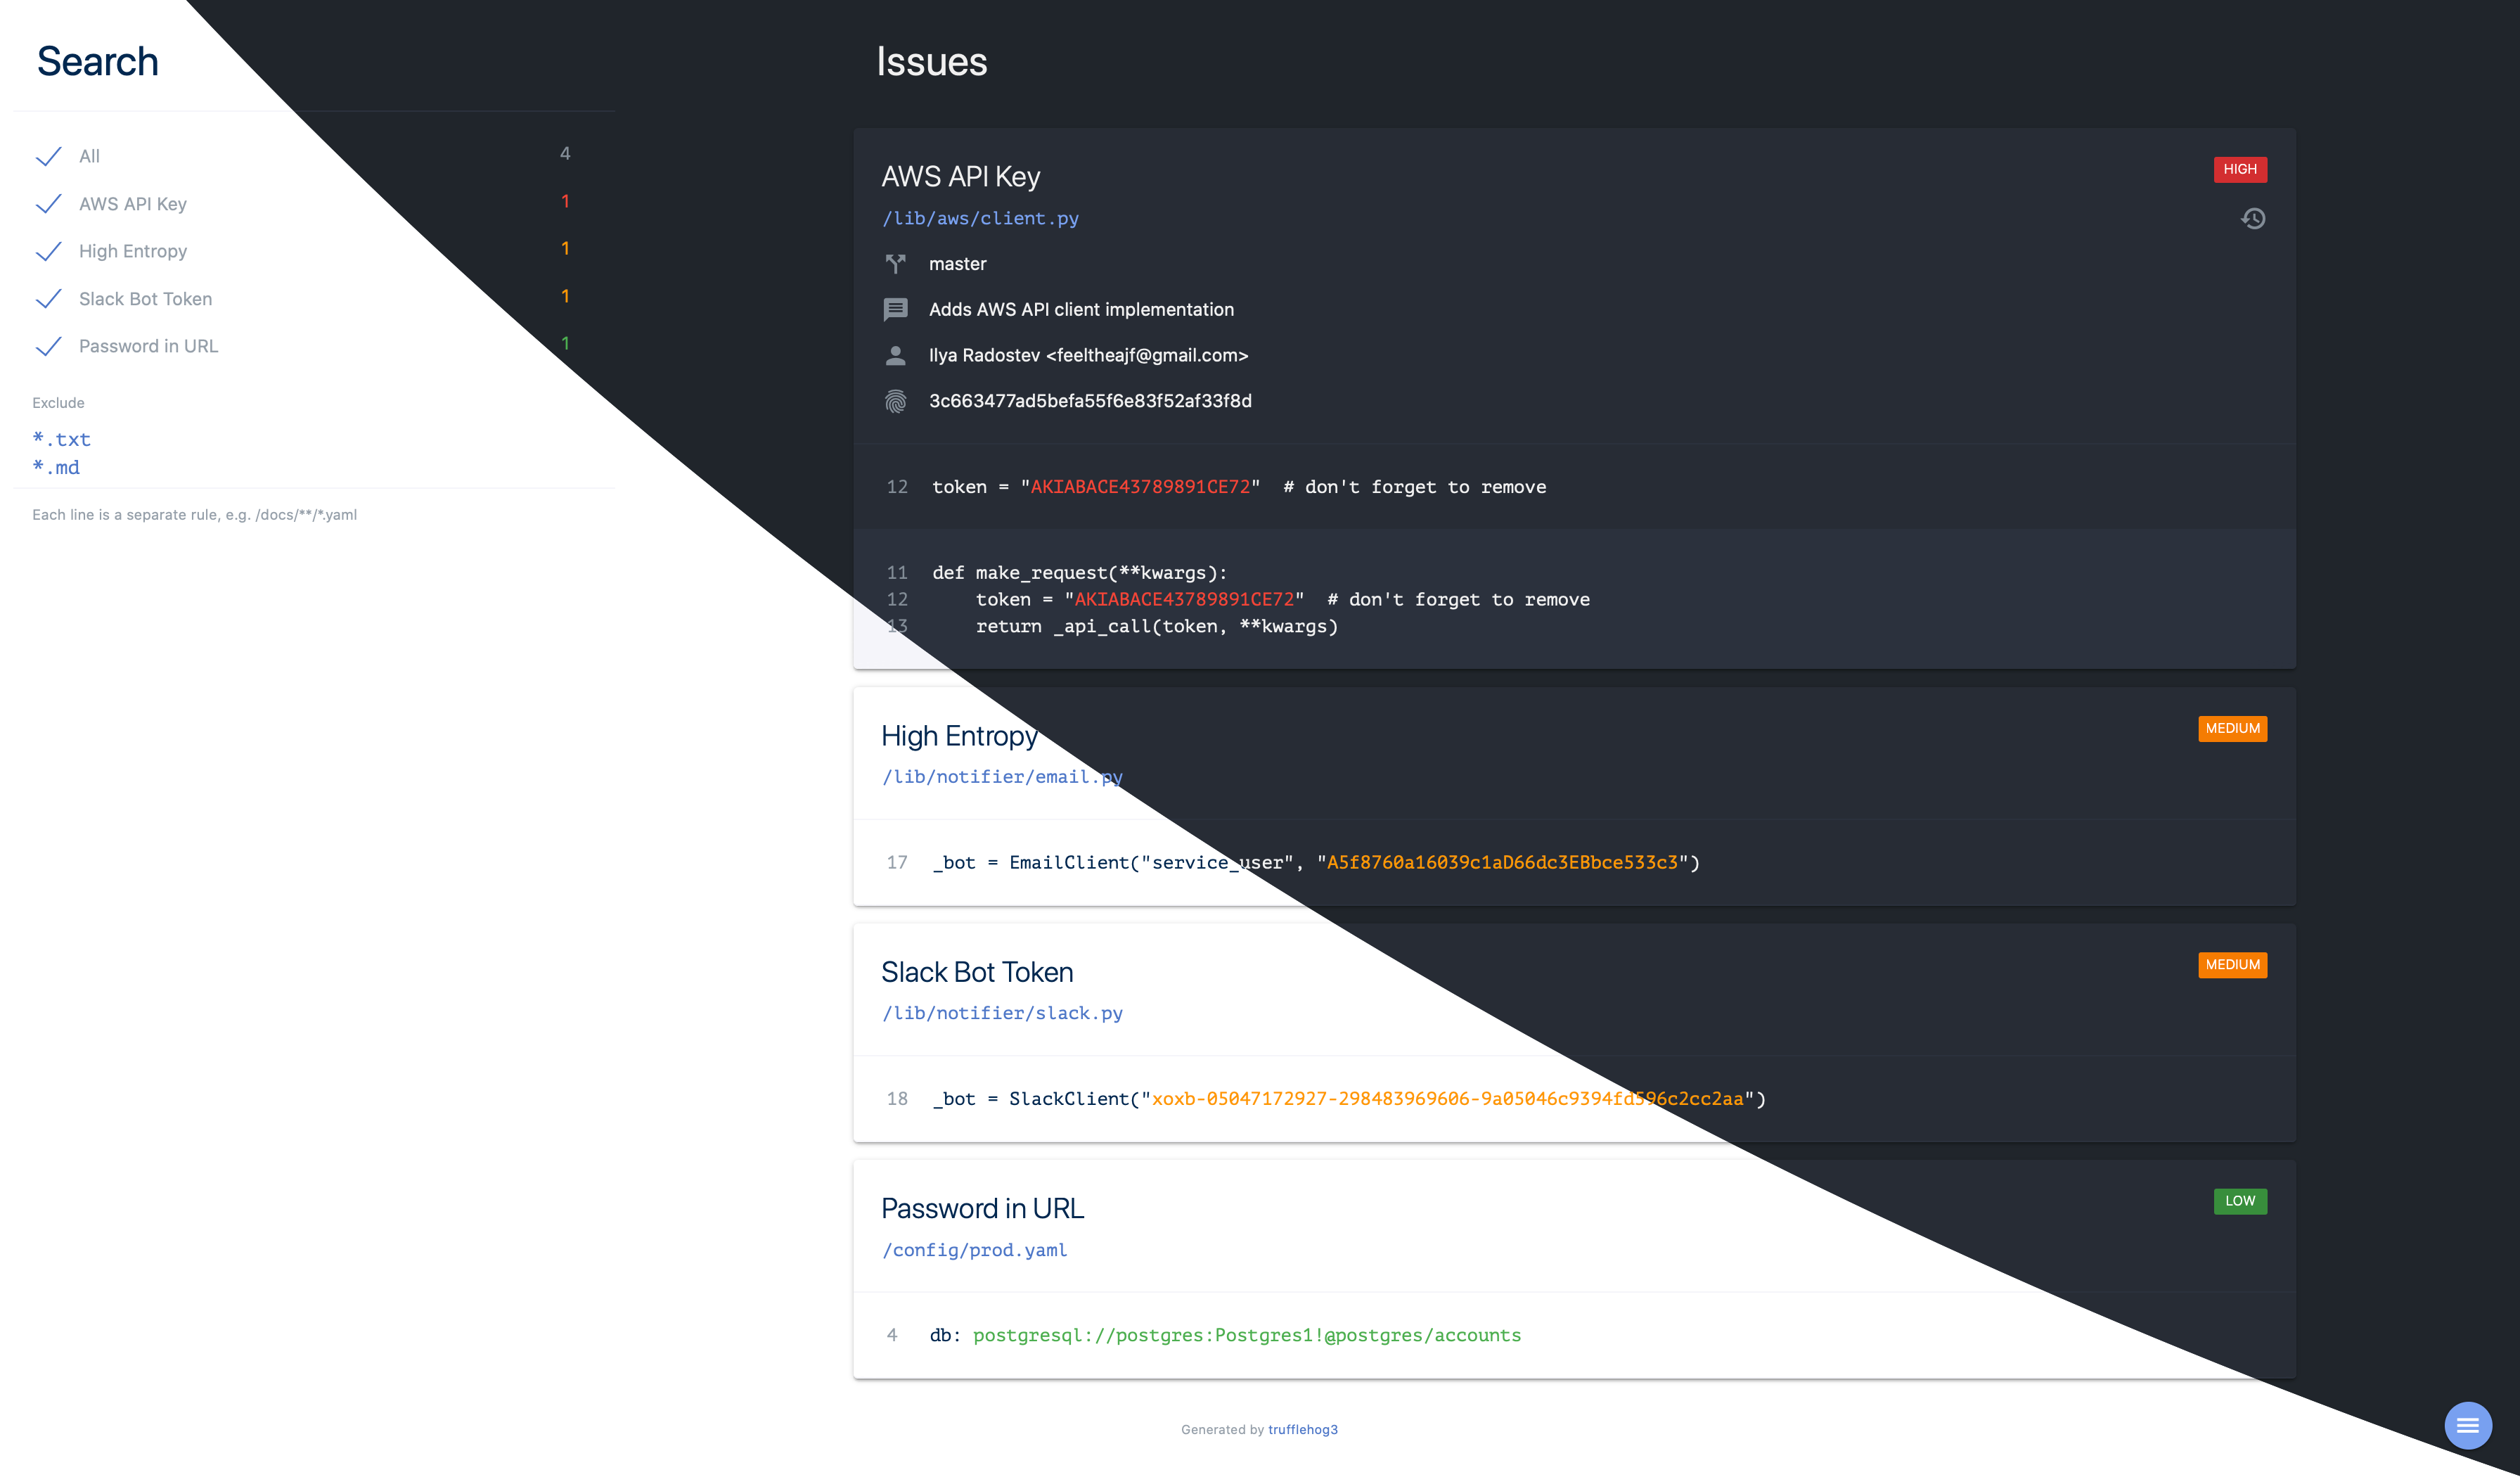 Search
All 4
AWS API Key 1
High Entropy 1
Slack Bot Token 1
Password in URL 1
Exclude
*.txt
*.md
Each line is a separate rule, e.g. /docs/**/*.yaml
Issues
AWS API Key HIGH
/lib/aws/client.py
master
Adds AWS API client implementation
Ilya Radostev <feeltheajf@gmail.com>
3c663477ad5befa55f6e83f52af33f8d
12 token = "AKIABACE43789891CE72"  # don't forget to remove
11 def make_request(**kwargs):
12     token = "AKIABACE43789891CE72"  # don't forget to remove
13     return _api_call(token, **kwargs)
High Entropy MEDIUM
/lib/notifier/email.py
17 _bot = EmailClient("service_user", "A5f8760a16039c1aD66dc3EBbce533c3")
Slack Bot Token MEDIUM
/lib/notifier/slack.py
18 _bot = SlackClient("xoxb-05047172927-298483969606-9a05046c9394fd596c2cc2aa")
Password in URL LOW
/config/prod.yaml
4 db: postgresql://postgres:Postgres1!@postgres/accounts
Generated by trufflehog3